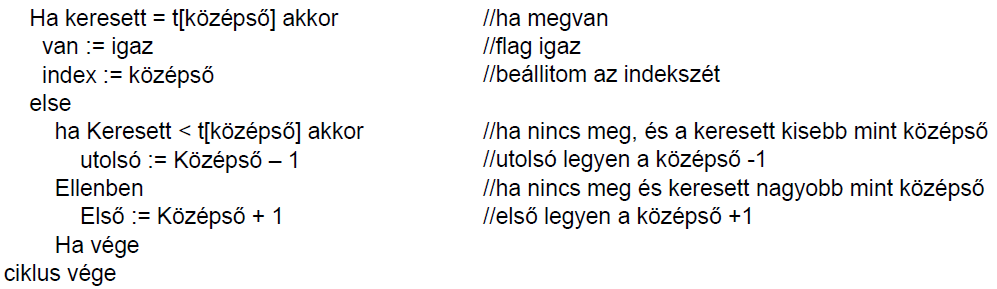 Ha keresett = t[középső] akkor //ha megvan
van := igaz //flag igaz
index := középső //beállitom az indekszét
else
ha Keresett < t[középső] akkor //ha nincs meg, és a keresett kisebb mint középső
utolsó := Középső – 1 //utolsó legyen a középső -1
Ellenben //ha nincs meg és keresett nagyobb mint középső
Első := Középső + 1 //első legyen a középső +1
Ha vége
ciklus vége